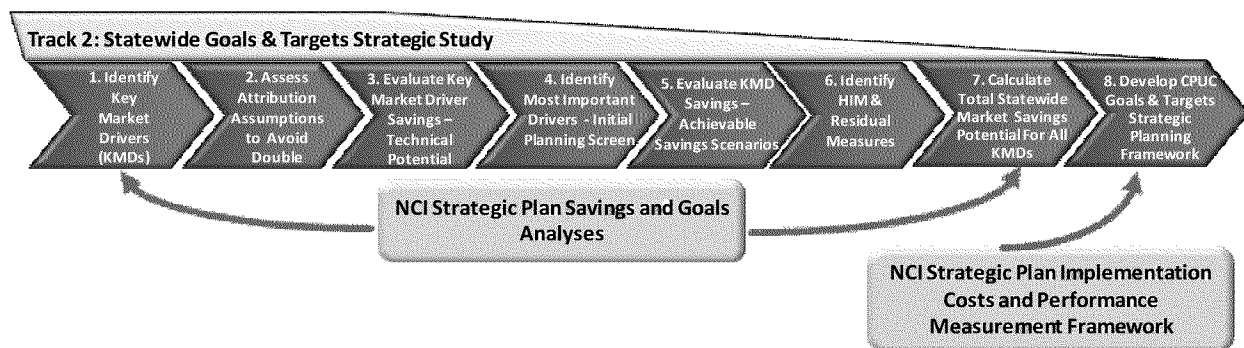 Track 2: Statewide Goals & Targets Strategic Study
1. Identify
Key
Market
Drivers
(KMDs)
2. Assess
Attribution
Assumptions
to Avoid
Double
3. Evaluate Key
Market Driver
Savings –
Technical
Potential
4. Identify
Most Important
Drivers - Initial
Planning Screen
5. Evaluate KMD
Savings –
Achievable
Savings Scenarios
6. Identify
HIM &
Residual
Measures
7. Calculate
Total Statewide
Market Savings
Potential For All
KMDs
8. Develop CPUC
Goals & Targets
Strategic
Planning
Framework
NCI Strategic Plan Savings and Goals
Analyses
NCI Strategic Plan Implementation
Costs and Performance
Measurement Framework